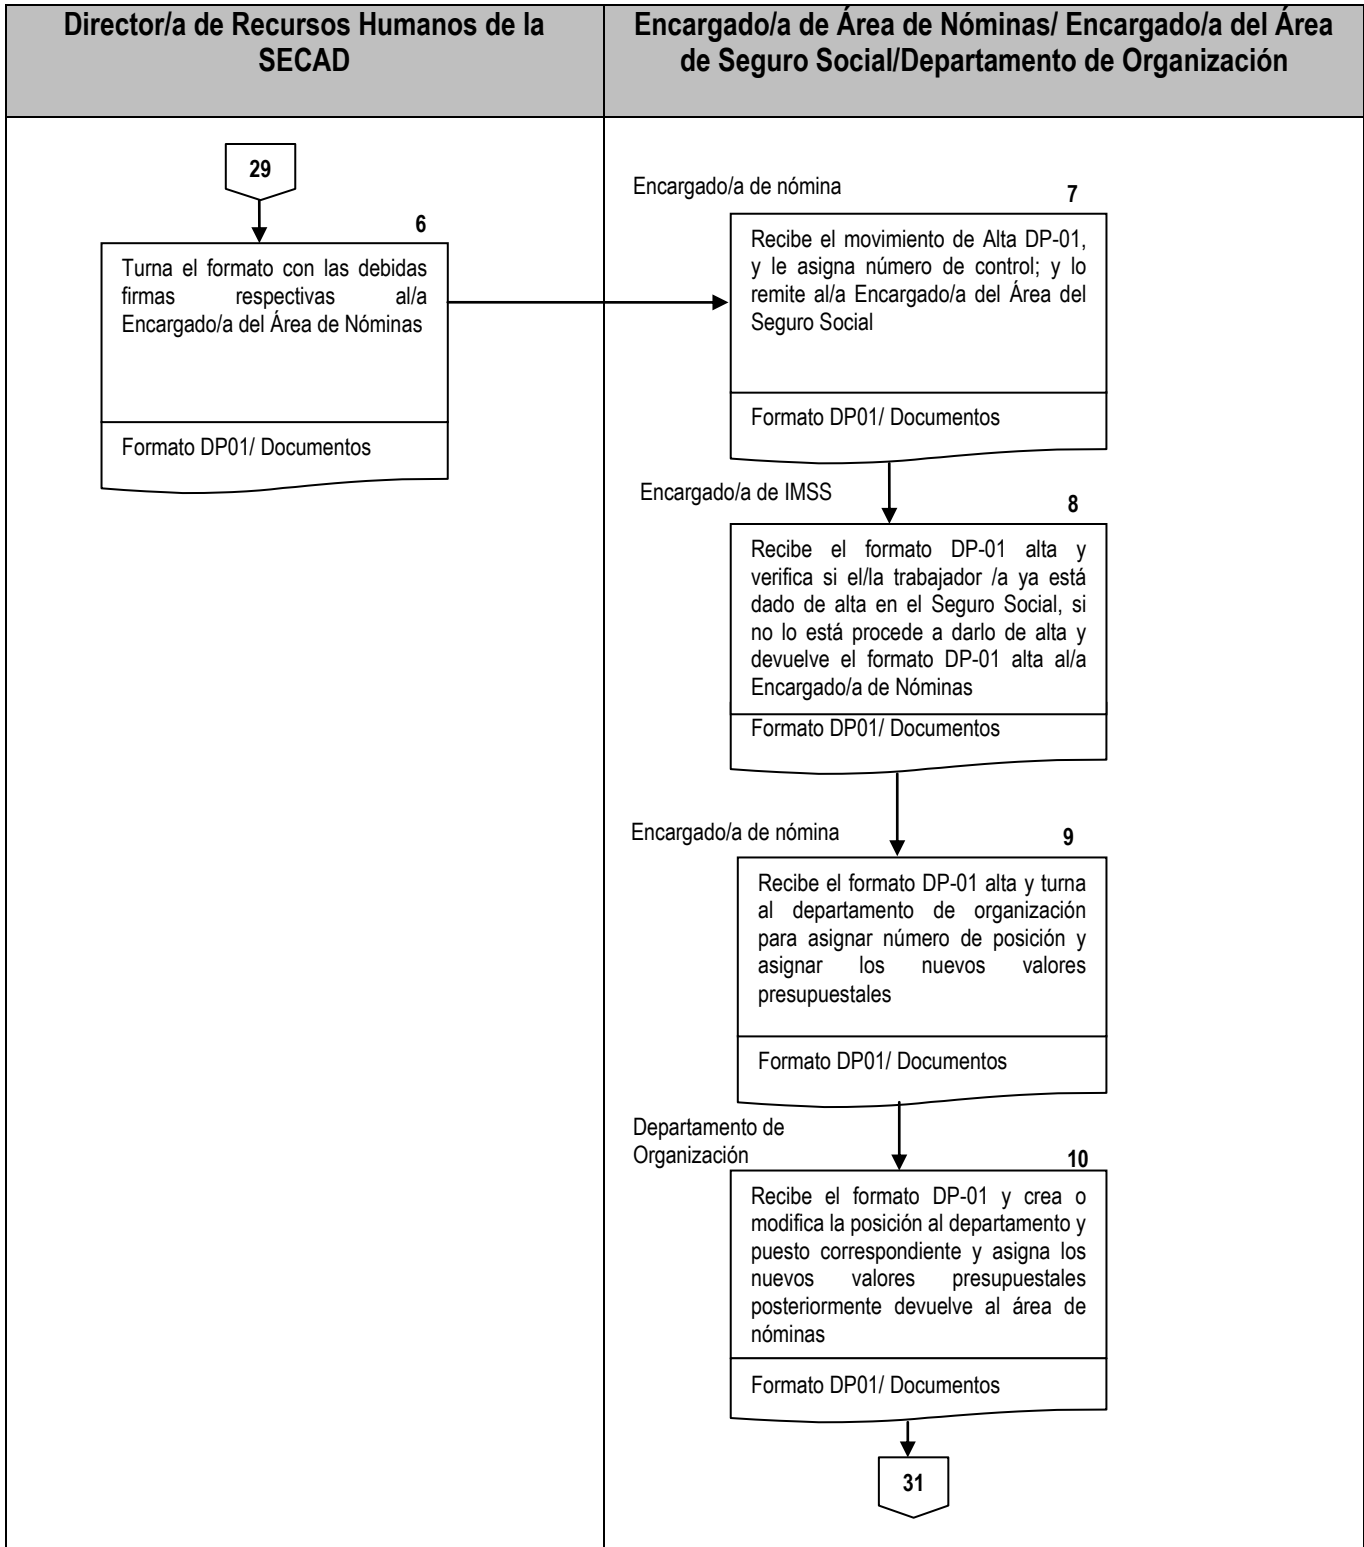 Director/a de Recursos Humanos de la
SECAD
Encargado/a de Área de Nóminas/ Encargado/a del Área
de Seguro Social/Departamento de Organización
29
6
Turna el formato con las debidas
firmas respectivas al/a
Encargado/a del Área de Nóminas
Formato DP01/ Documentos
Encargado/a de nómina
7
Recibe el movimiento de Alta DP-01,
y le asigna número de control; y lo
remite al/a Encargado/a del Área del
Seguro Social
Formato DP01/ Documentos
Encargado/a de IMSS
8
Recibe el formato DP-01 alta y
verifica si el/la trabajador /a ya está
dado de alta en el Seguro Social, si
no lo está procede a darlo de alta y
devuelve el formato DP-01 alta al/a
Encargado/a de Nóminas
Formato DP01/ Documentos
Encargado/a de nómina
9
Recibe el formato DP-01 alta y turna
al departamento de organización
para asignar número de posición y
asignar los nuevos valores
presupuestales
Formato DP01/ Documentos
Departamento de
Organización
10
Recibe el formato DP-01 y crea o
modifica la posición al departamento y
puesto correspondiente y asigna los
nuevos valores presupuestales
posteriormente devuelve al área de
nóminas
Formato DP01/ Documentos
31